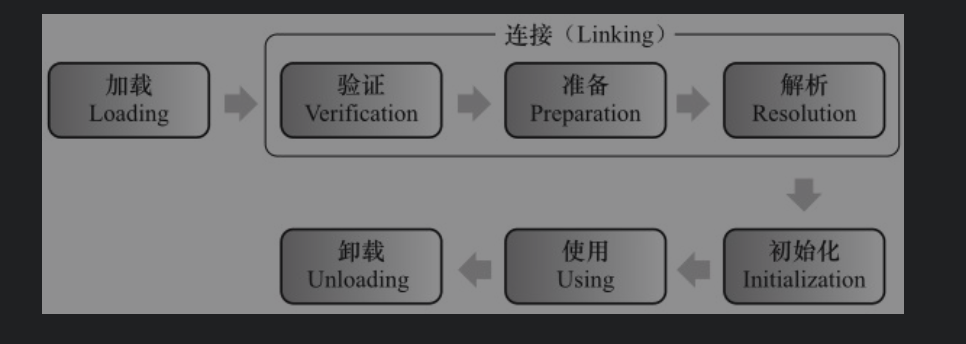 连接（Linking）
加载
Loading
验证
Verification
准备
Preparation
解析
Resolution
初始化
Initialization
使用
Using
卸载
Unloading